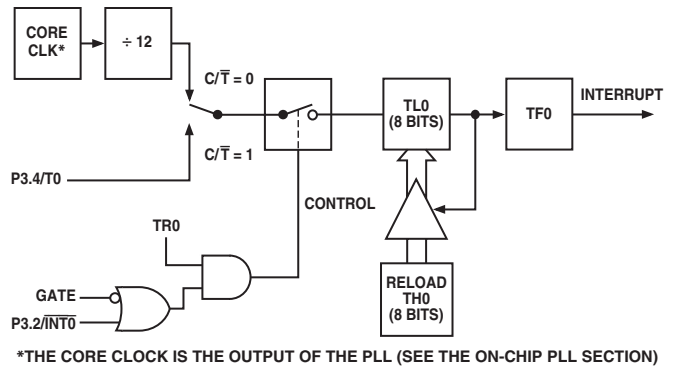 CORE
CLK*
÷ 12
C/T̅ = 0
TL0
(8 BITS)
TF0
INTERRUPT
C/T̅ = 1
P3.4/T0
CONTROL
TR0
RELOAD
TH0
(8 BITS)
GATE
P3.2/I̅N̅T̅0̅
*THE CORE CLOCK IS THE OUTPUT OF THE PLL (SEE THE ON-CHIP PLL SECTION)